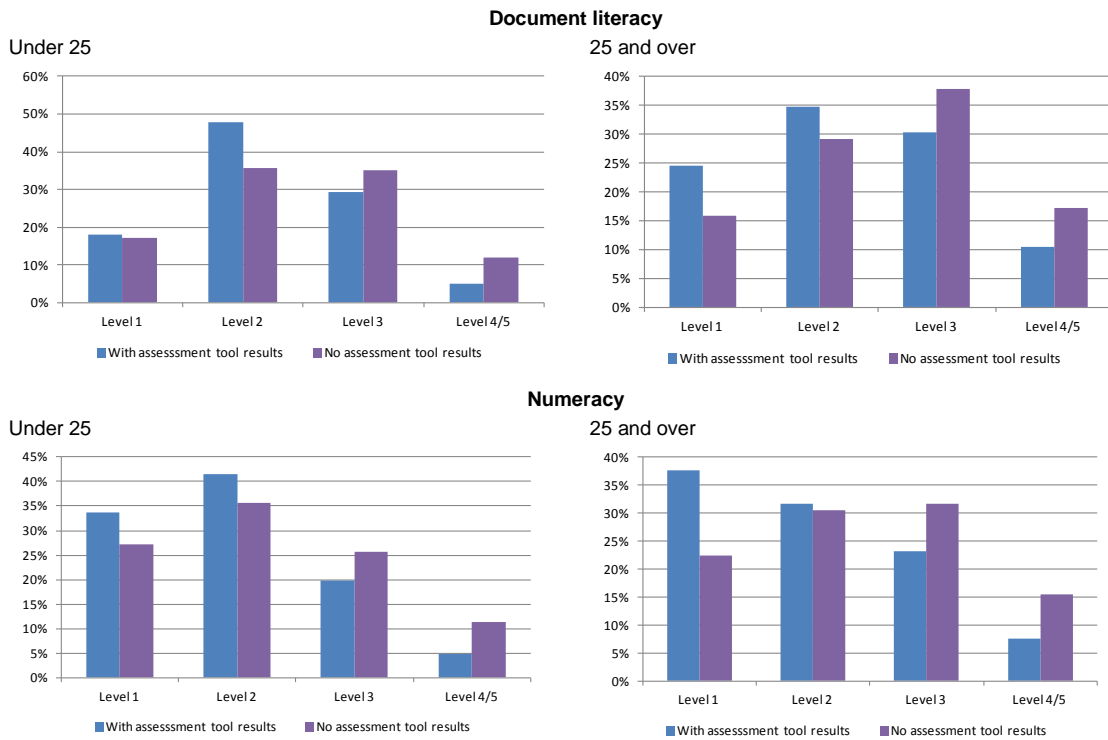 Document literacy
Under 25
60%
50%
40%
30%
20%
10%
0%
Level 1
Level 2
Level 3
Level 4/5
With assesssment tool results
No assessment tool results
25 and over
40%
35%
30%
25%
20%
15%
10%
5%
0%
Level 1
Level 2
Level 3
Level 4/5
With assesssment tool results
No assessment tool results
Numeracy
Under 25
45%
40%
35%
30%
25%
20%
15%
10%
5%
0%
Level 1
Level 2
Level 3
Level 4/5
With assesssment tool results
No assessment tool results
25 and over
40%
35%
30%
25%
20%
15%
10%
5%
0%
Level 1
Level 2
Level 3
Level 4/5
With assesssment tool results
No assessment tool results